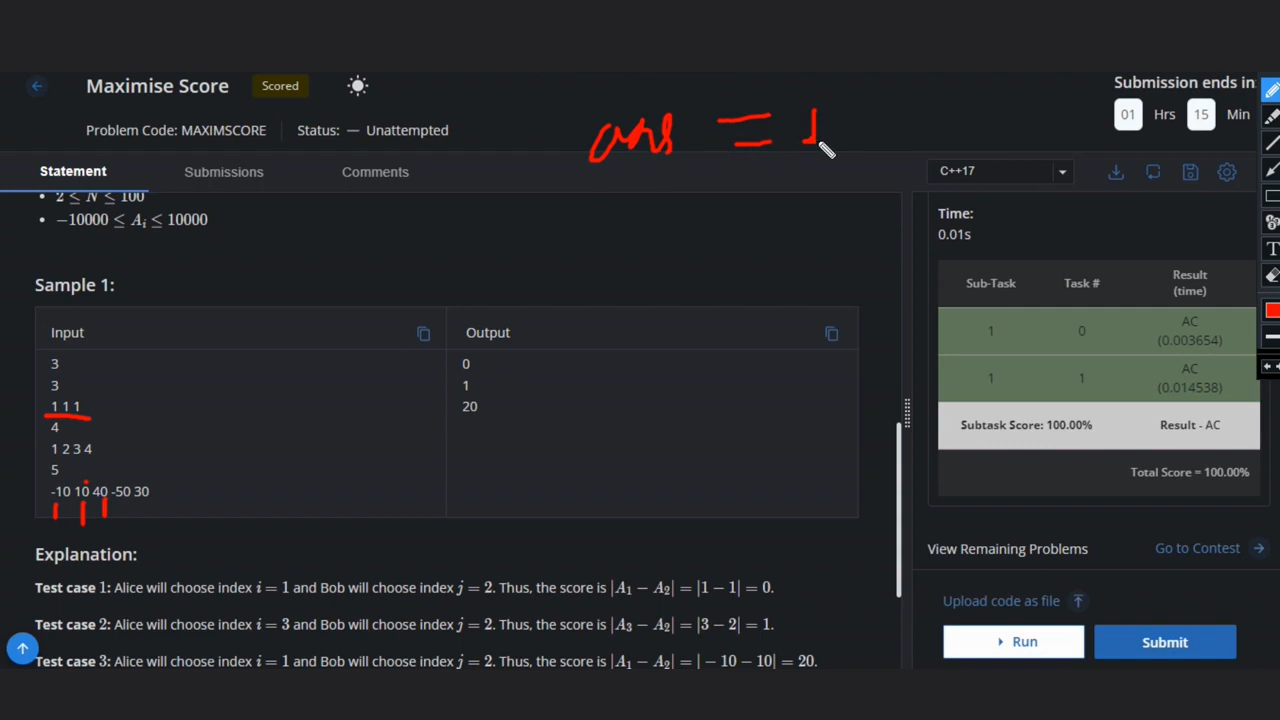 Maximise Score Scored
Submission ends in:
01 Hrs 15 Min
Problem Code: MAXIMSCORE Status: — Unattempted
ans = 1
Statement Submissions Comments
C++17
2 ≤ N ≤ 100
−10000 ≤ Aᵢ ≤ 10000
Sample 1:
Input Output
3 0
3 1
1 1 1 20
4
1 2 3 4
5
-10 10 40 -50 30
Explanation:
Test case 1: Alice will choose index i = 1 and Bob will choose index j = 2. Thus, the score is |A₁ − A₂| = |1 − 1| = 0.
Test case 2: Alice will choose index i = 3 and Bob will choose index j = 2. Thus, the score is |A₃ − A₂| = |3 − 2| = 1.
Test case 3: Alice will choose index i = 1 and Bob will choose index j = 2. Thus, the score is |A₁ − A₂| = | − 10 − 10| = 20.
Time:
0.01s
Sub-Task Task # Result (time)
1 0 AC (0.003654)
1 1 AC (0.014538)
Subtask Score: 100.00% Result - AC
Total Score = 100.00%
View Remaining Problems Go to Contest
Upload code as file
Run Submit